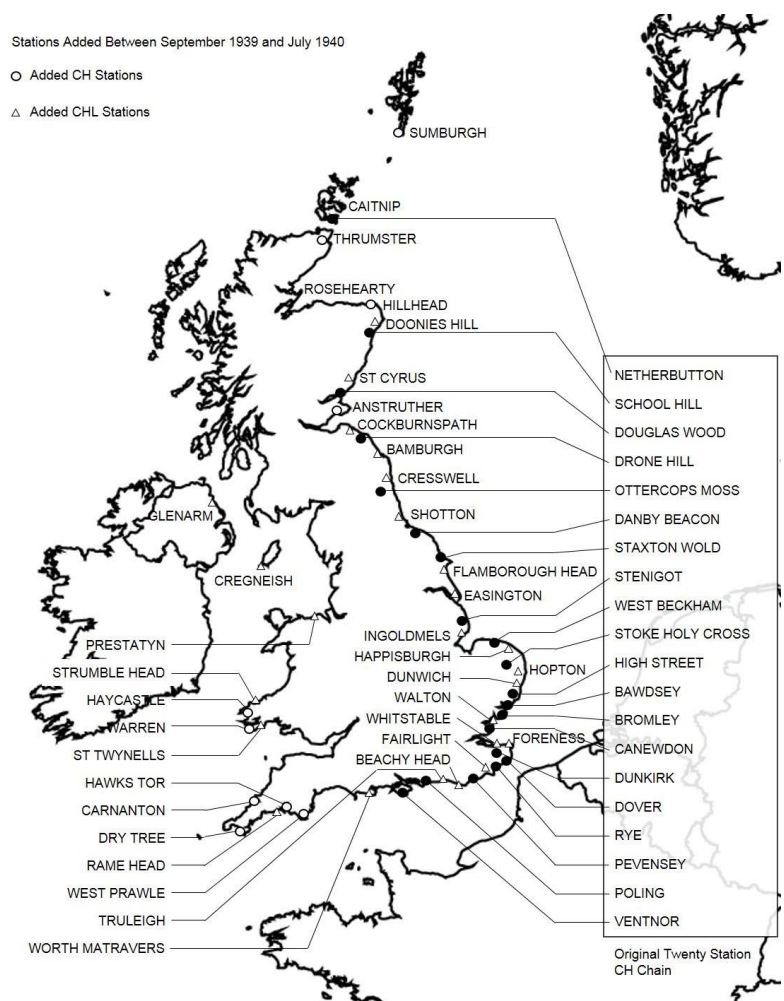 Stations Added Between September 1939 and July 1940
Added CH Stations
Added CHL Stations
SUMBURGH
CAITNIP
THRUMSTER
ROSEHEARTY
HILLHEAD
DOONIES HILL
ST CYRUS
ANSTRUTHER
COCKBURNSPATH
BAMBURGH
CRESSWELL
SHOTTON
GLENARM
CREGNEISH
FLAMBOROUGH HEAD
EASINGTON
INGOLDMELS
HAPPISBURGH
HOPTON
DUNWICH
WALTON
WHITSTABLE
FORENESS
FAIRLIGHT
BEACHY HEAD
PRESTATYN
STRUMBLE HEAD
HAYCASTLE
WARREN
ST TWYNELLS
HAWKS TOR
CARNANTON
DRY TREE
RAME HEAD
WEST PRAWLE
TRULEIGH
WORTH MATRAVERS
NETHERBUTTON
SCHOOL HILL
DOUGLAS WOOD
DRONE HILL
OTTERCOPS MOSS
DANBY BEACON
STAXTON WOLD
STENIGOT
WEST BECKHAM
STOKE HOLY CROSS
HIGH STREET
BAWDSEY
BROMLEY
CANEWDON
DUNKIRK
DOVER
RYE
PEVENSEY
POLING
VENTNOR
Original Twenty Station
CH Chain